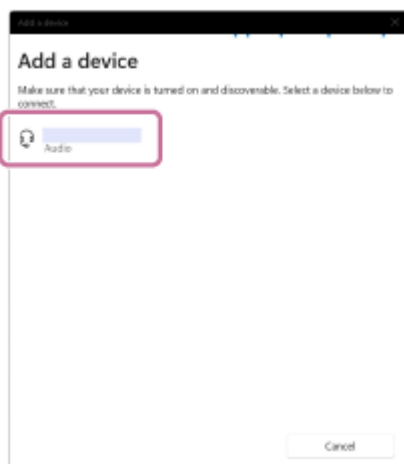 Add a device
Add a device
Make sure that your device is turned on and discoverable. Select a device below to
connect.
Audio
Cancel